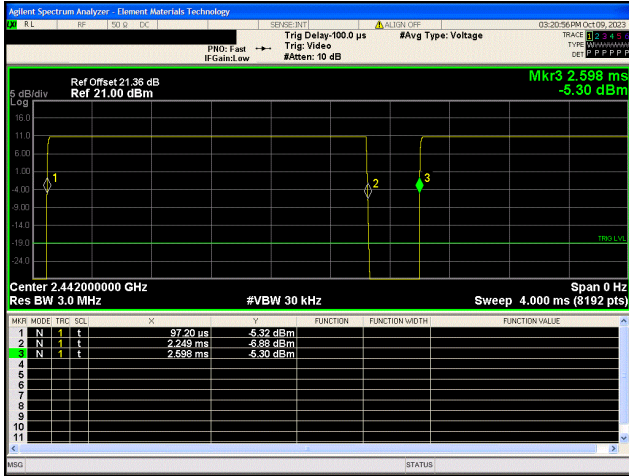 Agilent Spectrum Analyzer - Element Materials Technology
RL RF 50 Ω DC SENSE:INT ALIGN OFF 03:20:56PM Oct 09, 2023
Trig Delay-100.0 µs #Avg Type: Voltage TRACE 1 2 3 4 5 6
PNO: Fast Trig: Video TYPE
IFGain:Low #Atten: 10 dB DET P P P P P P
Mkr3 2.598 ms
-5.30 dBm
Ref Offset 21.36 dB
5 dB/div Ref 21.00 dBm
Log
16.0
11.0
6.00
1.00
-4.00
-9.00
-14.0
-19.0
-24.0
1
2
3
TRIG LVL
Center 2.442000000 GHz Span 0 Hz
Res BW 3.0 MHz #VBW 30 kHz Sweep 4.000 ms (8192 pts)
MKR MODE TRC SCL X Y FUNCTION FUNCTION WIDTH FUNCTION VALUE
1 N 1 t 97.20 µs -5.32 dBm
2 N 1 t 2.249 ms -6.88 dBm
3 N 1 t 2.598 ms -5.30 dBm
4
5
6
7
8
9
10
11
MSG STATUS